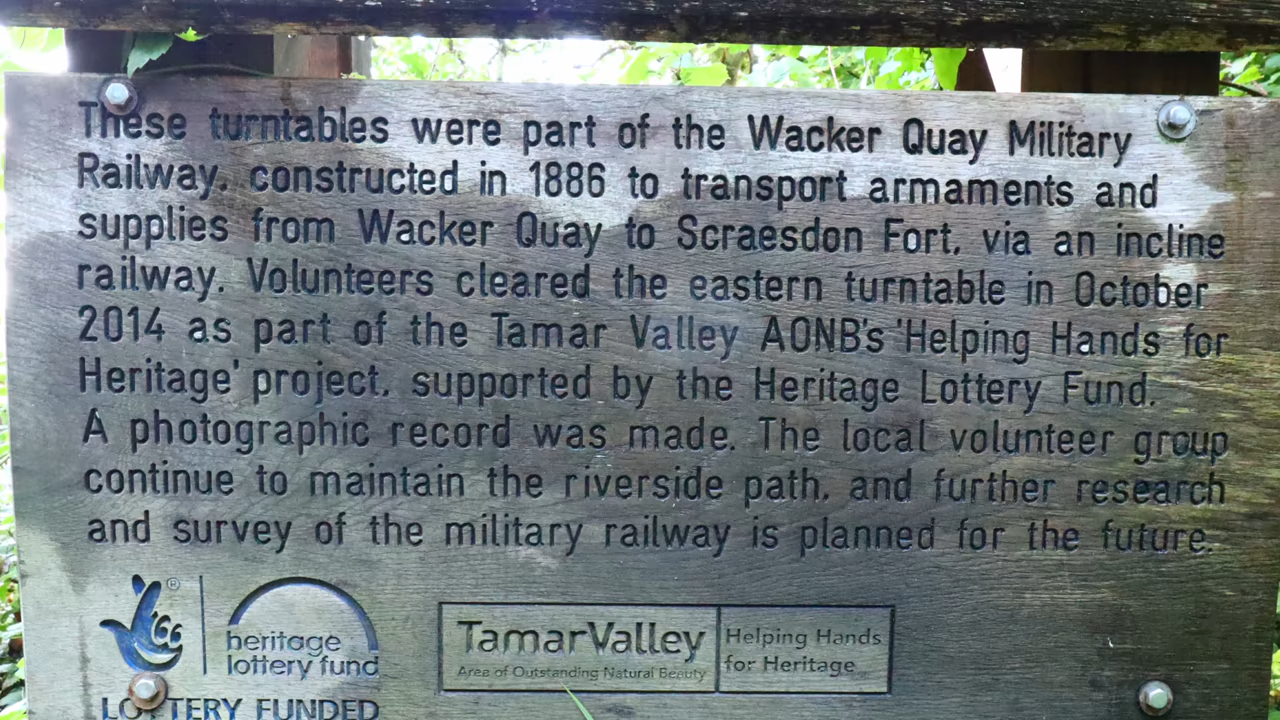 These turntables were part of the Wacker Quay Military
Railway, constructed in 1886 to transport armaments and
supplies from Wacker Quay to Scraesdon Fort, via an incline
railway. Volunteers cleared the eastern turntable in October
2014 as part of the Tamar Valley AONB's 'Helping Hands for
Heritage' project, supported by the Heritage Lottery Fund.
A photographic record was made. The local volunteer group
continue to maintain the riverside path, and further research
and survey of the military railway is planned for the future.
®
heritage
lottery fund
LOTTERY FUNDED
TamarValley
Area of Outstanding Natural Beauty
Helping Hands
for Heritage